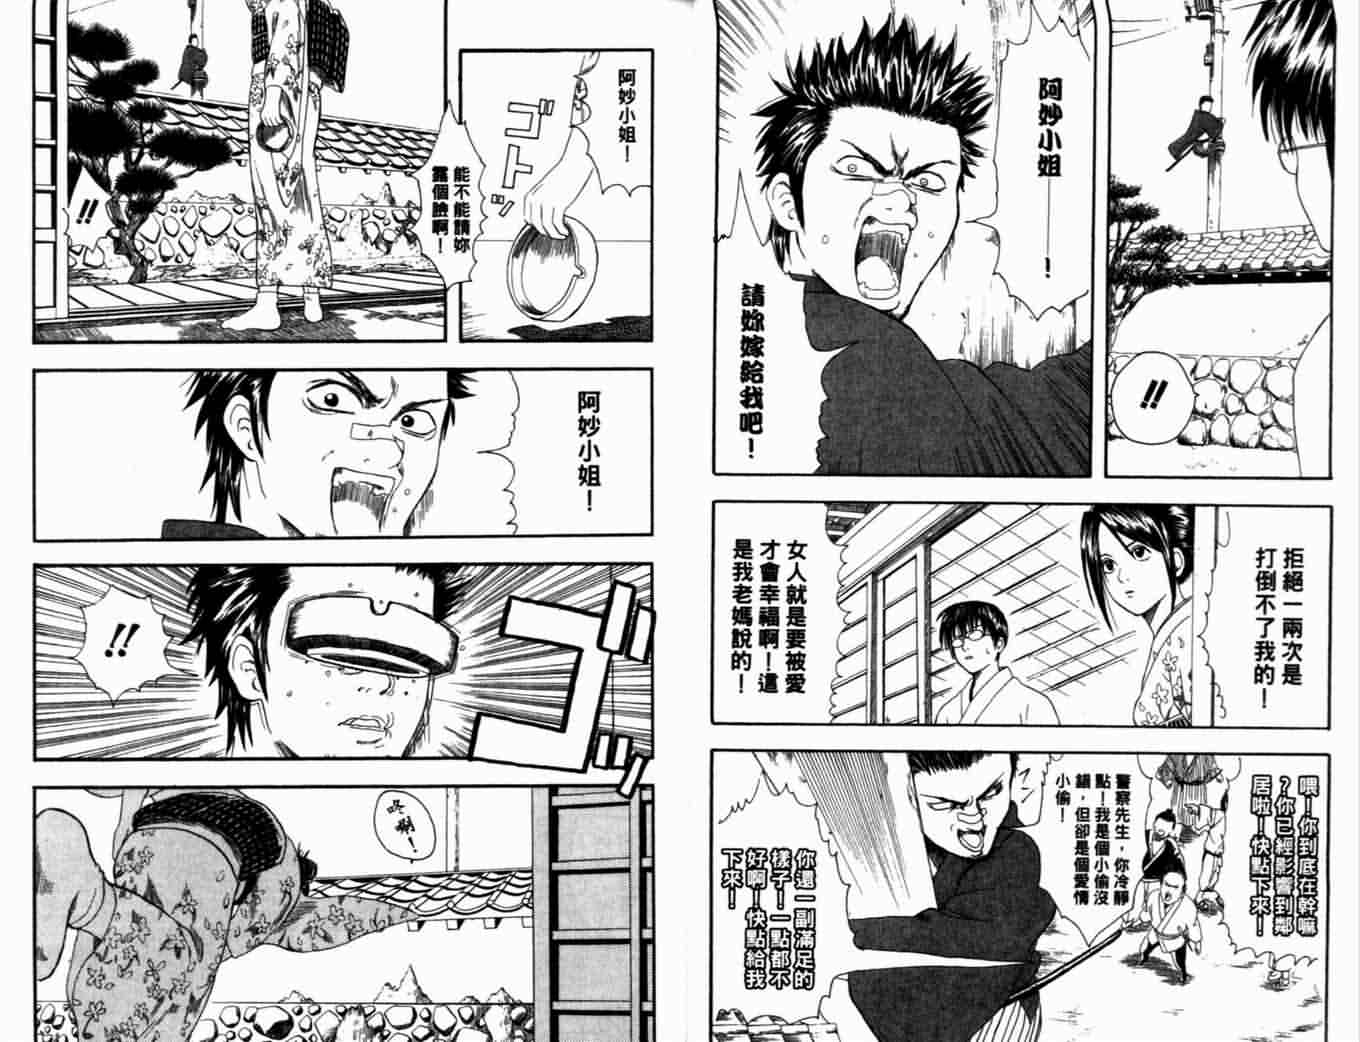 !!
阿妙小姐——!
請妳嫁給我吧!
拒絕一兩次是
打倒不了我的!
女人就是要被愛
才會幸福啊!這
是我老媽說的!
喂!你到底在幹嘛
?你已經影響到鄰
居啦!快點下來!
警察先生,你冷靜
點!我是個小偷沒
錯,但卻是個愛情
小偷!
你還一副滿足的
樣子!一點都不
好啊!快點給我
下來!
阿妙小姐!
ゴトッ
能不能請妳
露個臉啊!
!!
阿妙小姐!
!!
咚啊!